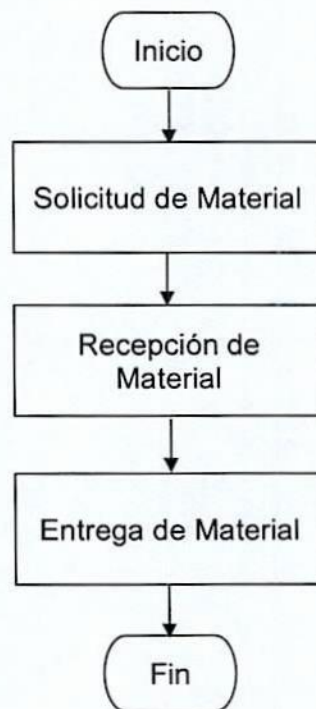 Inicio
Solicitud de Material
Recepción de
Material
Entrega de Material
Fin